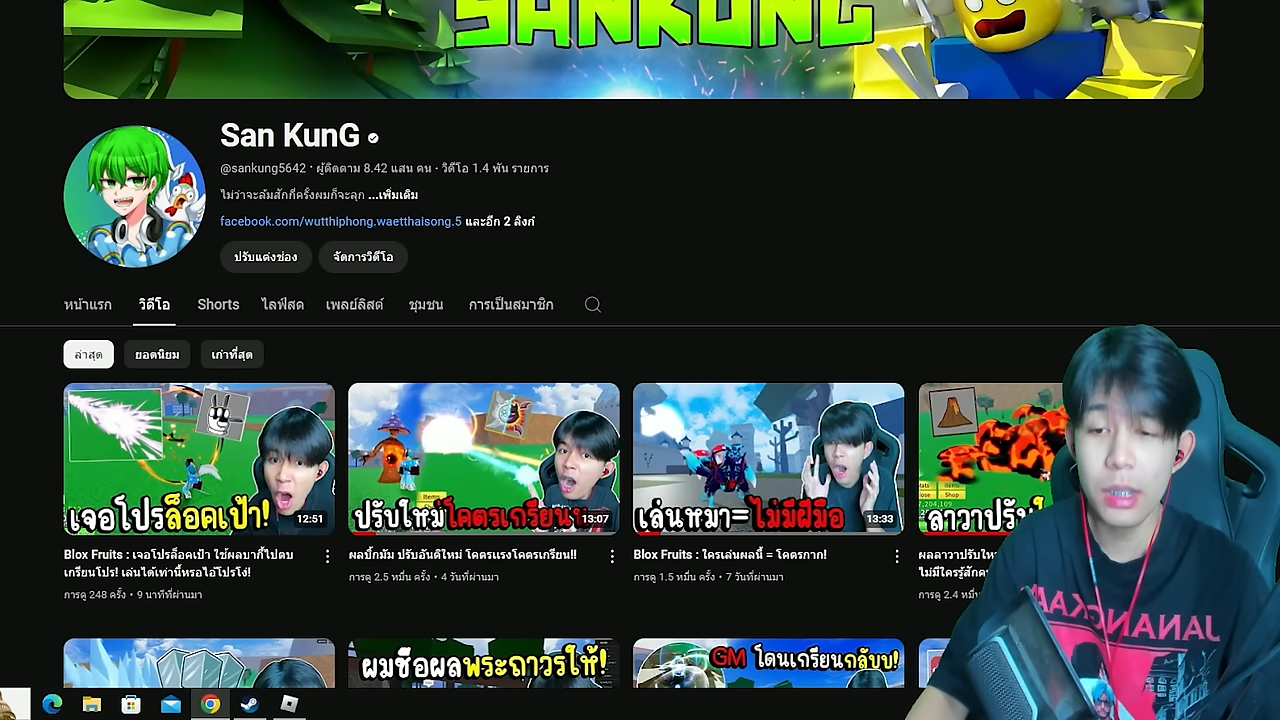 SANKUNG
San KunG
@sankung5642 · ผู้ติดตาม 8.42 แสน คน · วิดีโอ 1.4 พัน รายการ
ไม่ว่าจะล้มสักกี่ครั้งผมก็จะลุก ...เพิ่มเติม
facebook.com/wutthiphong.waetthaisong.5 และอีก 2 ลิงก์
ปรับแต่งช่อง จัดการวิดีโอ
หน้าแรก วิดีโอ Shorts ไลฟ์สด เพลย์ลิสต์ ชุมชน การเป็นสมาชิก
ล่าสุด ยอดนิยม เก่าที่สุด
เจอโปรล็อคเป้า! 12:51
Items
ปรับใหม่โคตรเกรียน 13:07
เล่นหมา=ไม่มีฝีมือ 13:33
Shop
ลาวาปรับใ
Blox Fruits : เจอโปรล็อคเป้า ใช้ผลบากี้ไปตบ
เกรียนโปร! เล่นได้เท่านี้หรอไอ้โปรโง่!
การดู 248 ครั้ง • 9 นาทีที่ผ่านมา
ผลบิ๊กมัม ปรับอันติใหม่ โคตรแรงโคตรเกรียน!!
การดู 2.5 หมื่น ครั้ง • 4 วันที่ผ่านมา
Blox Fruits : ใครเล่นผลนี้ = โคตรกาก!
การดู 1.5 หมื่น ครั้ง • 7 วันที่ผ่านมา
ผลลาวาปรับให
ไม่มีใครรู้สัก
การดู 2.4 หมื่
ผมซื้อผลพระถาวรให้!
GM โดนเกรียนกลับบ!
JANANGKAA